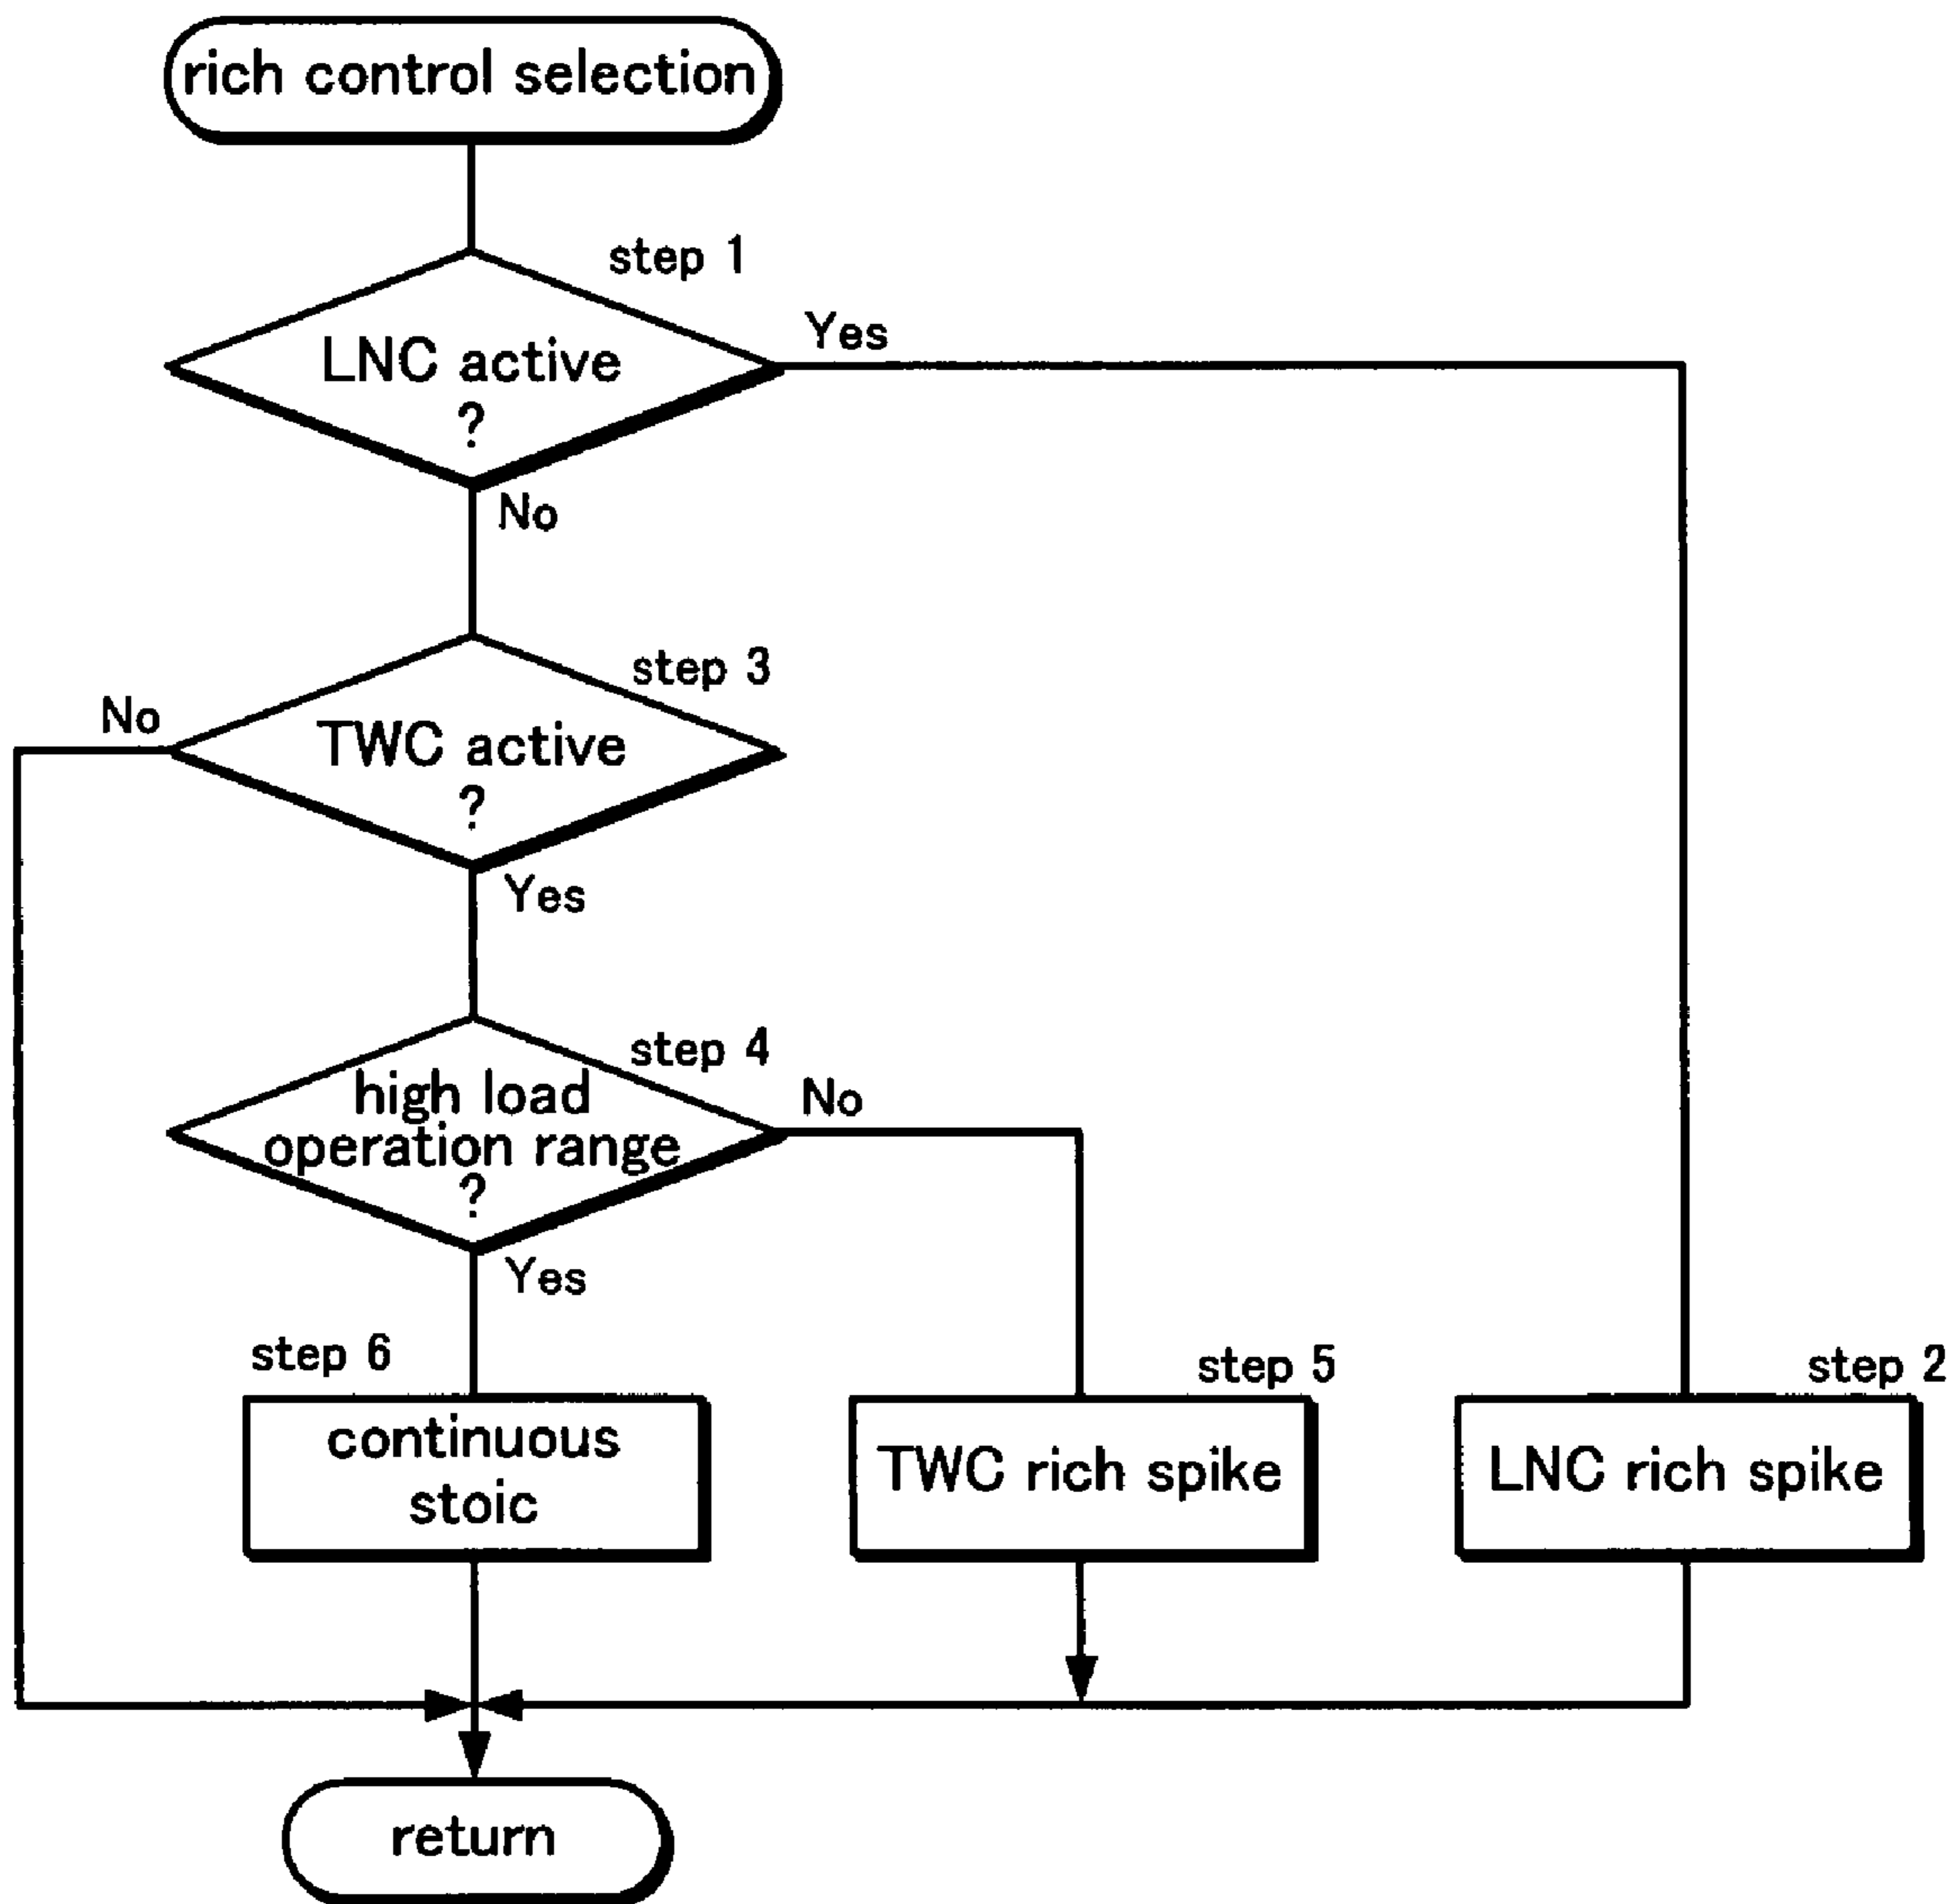 rich control selection
step 1
LNC active
?
Yes
No
step 3
TWC active
?
No
Yes
step 4
high load
operation range
?
No
Yes
step 6
continuous
stoic
step 5
TWC rich spike
step 2
LNC rich spike
return